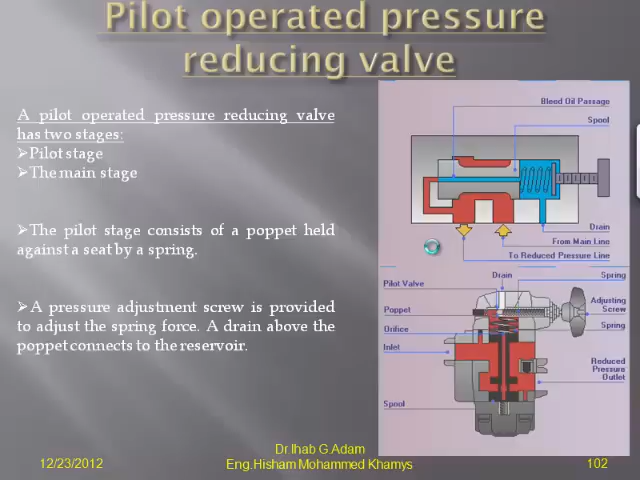 Pilot operated pressure
reducing valve
A pilot operated pressure reducing valve
has two stages:
➢Pilot stage
➢The main stage
➢The pilot stage consists of a poppet held
against a seat by a spring.
➢A pressure adjustment screw is provided
to adjust the spring force. A drain above the
poppet connects to the reservoir.
Bleed Oil Passage
Spool
Drain
From Main Line
To Reduced Pressure Line
Drain
Spring
Pilot Valve
Poppet
Adjusting
Screw
Orifice
Spring
Inlet
Reduced
Pressure
Outlet
Spool
12/23/2012
Dr.Ihab G.Adam
Eng.Hisham Mohammed Khamys
102